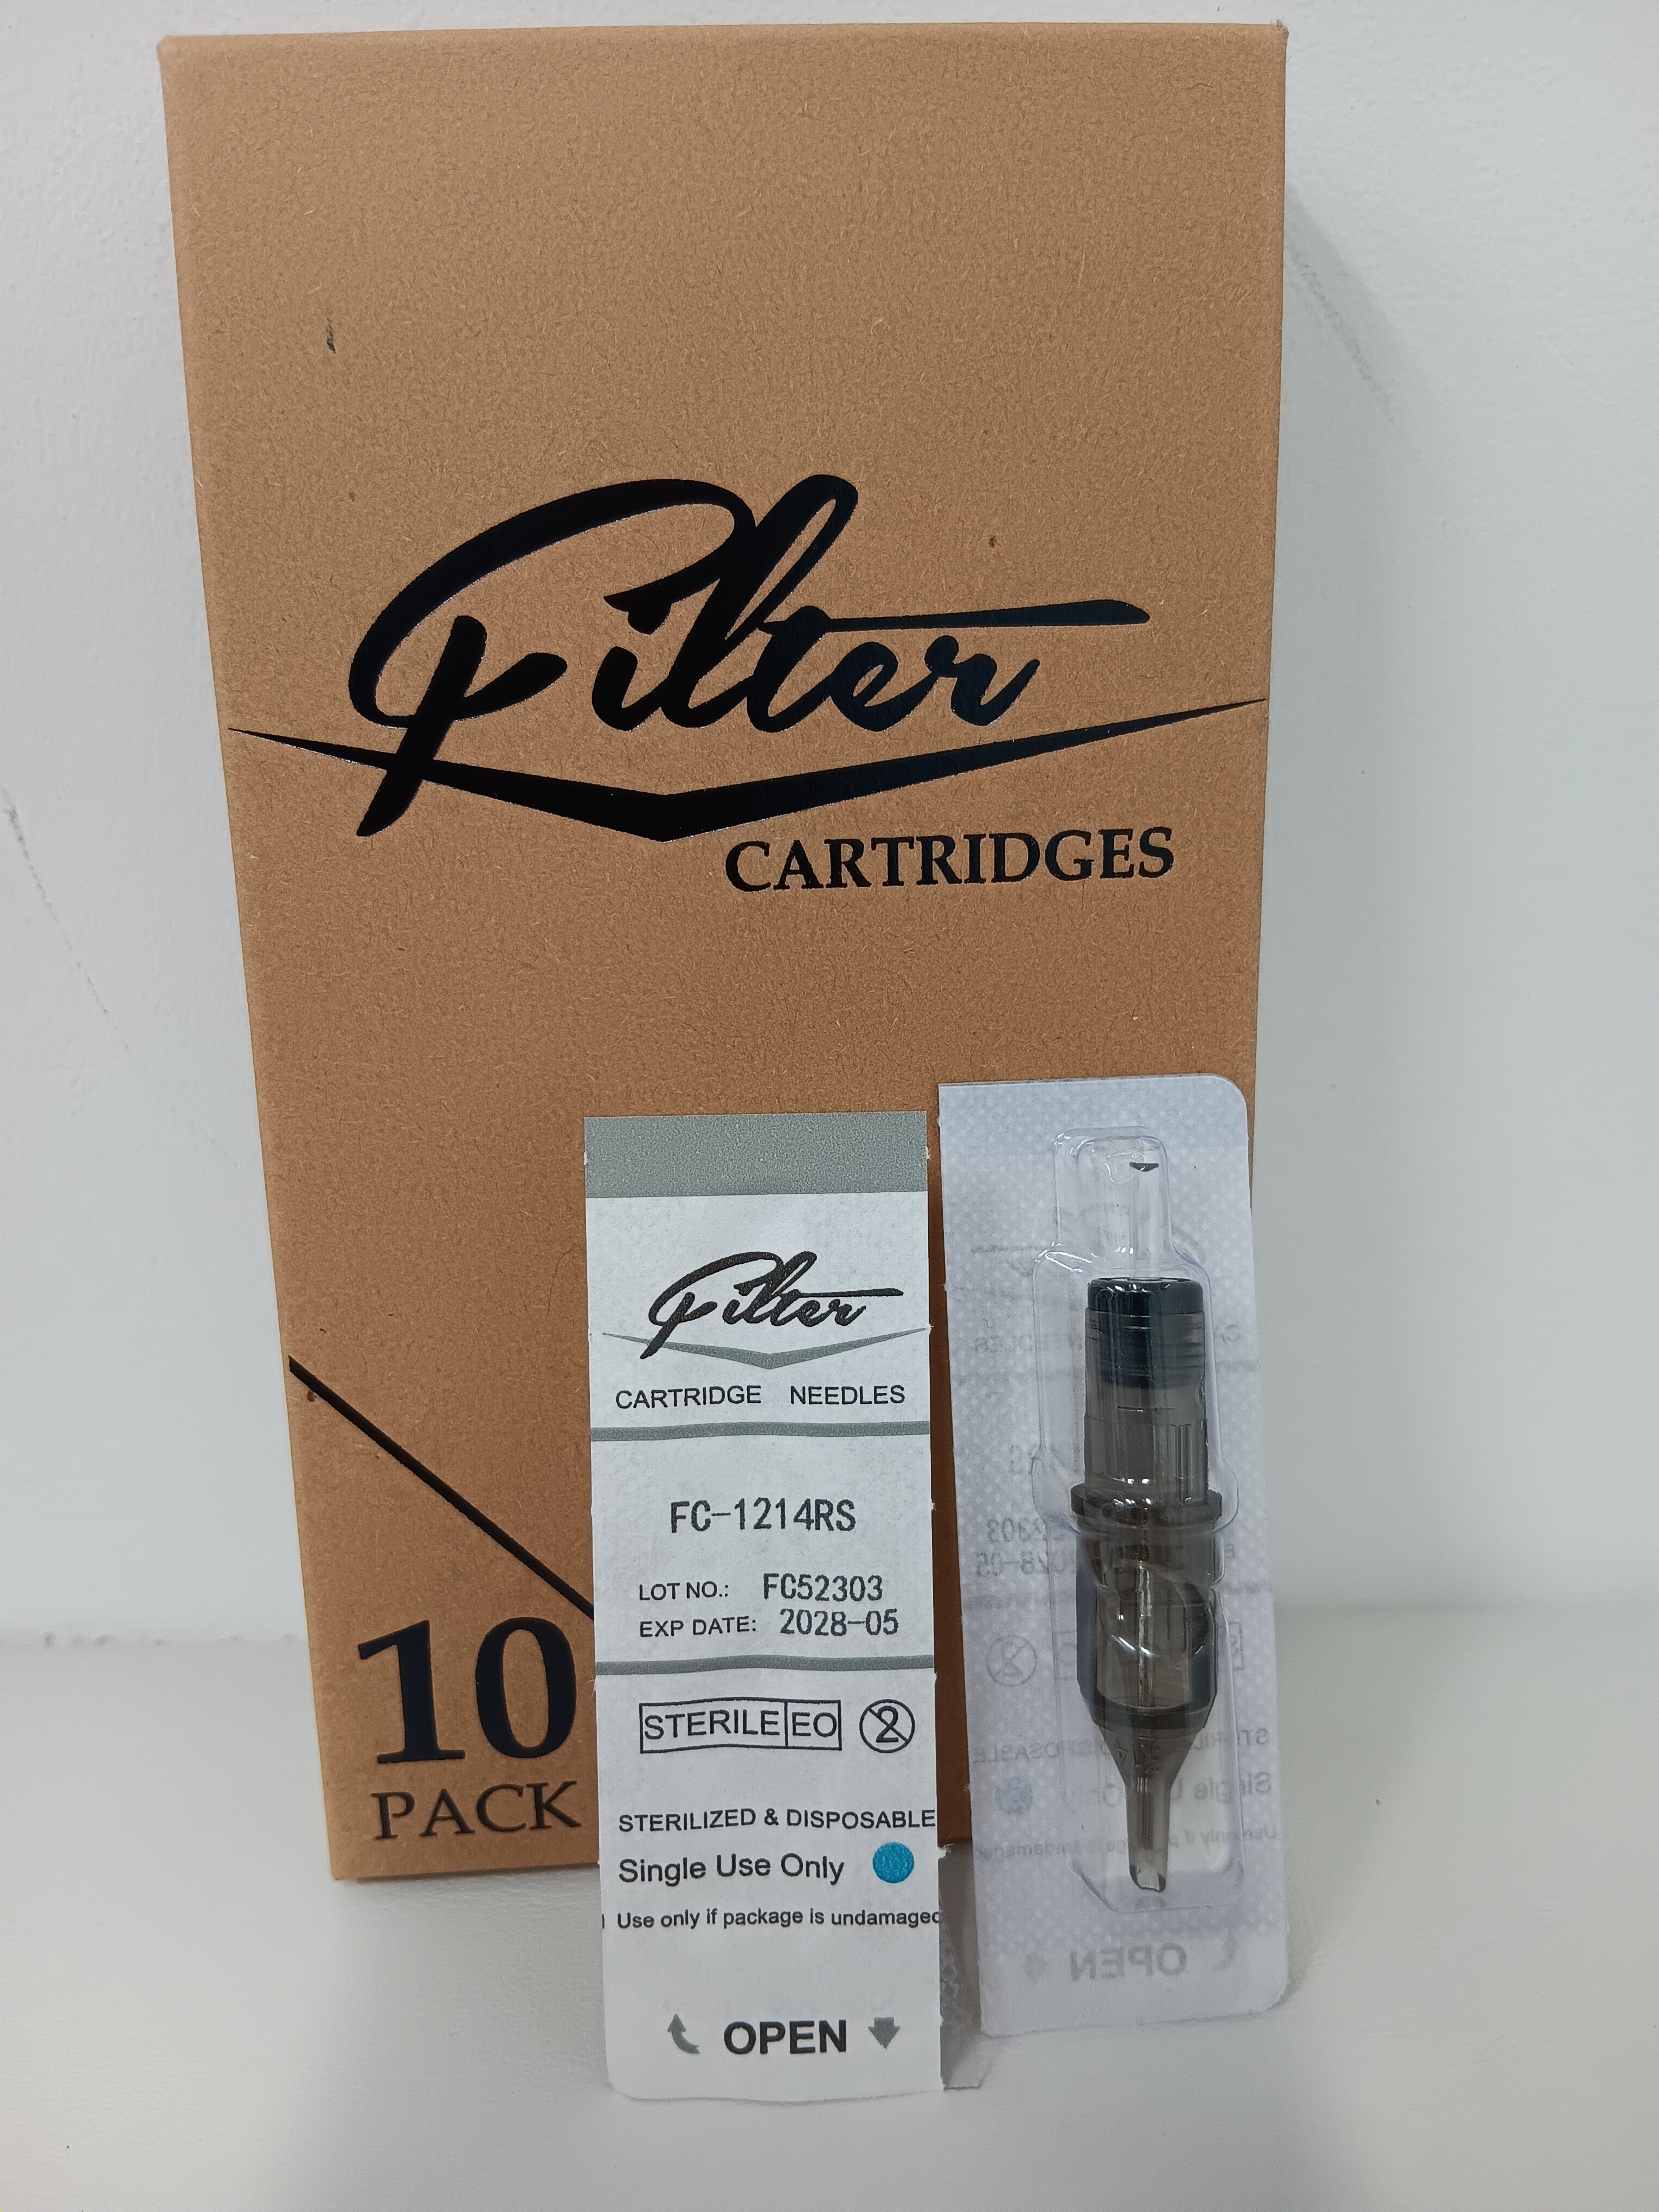 Filter
CARTRIDGES
10
PACK
Filter
CARTRIDGE NEEDLES
FC-1214RS
LOT NO.: FC52303
EXP DATE: 2028-05
STERILE EO 2
STERILIZED & DISPOSABLE
Single Use Only
Use only if package is undamaged
OPEN
OPEN